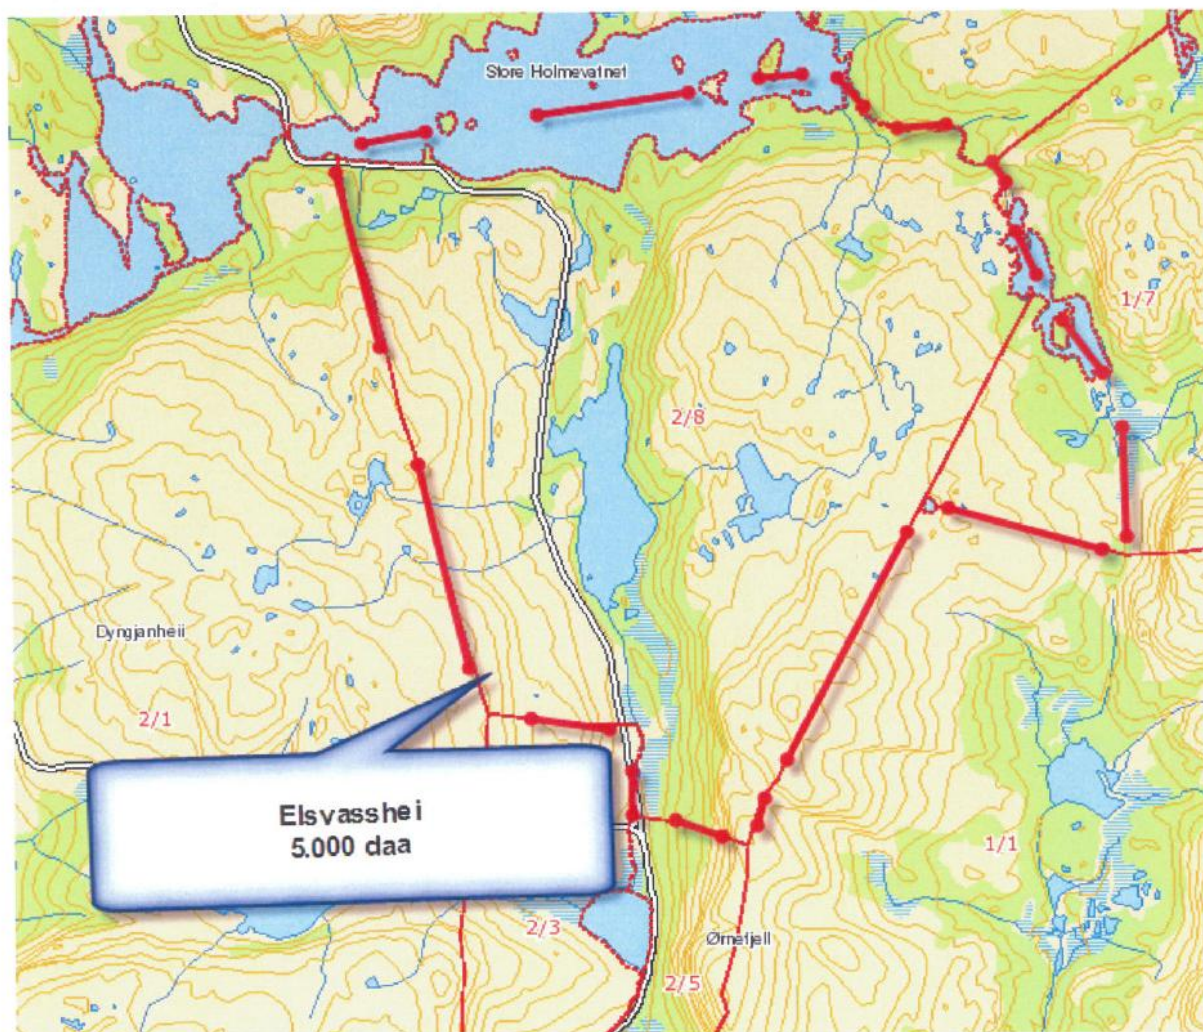 Store Holmevatnet
1/7
2/8
Dyngjanheii
2/1
Elsvasshei
5.000 daa
1/1
2/3
Ørnefjell
2/5